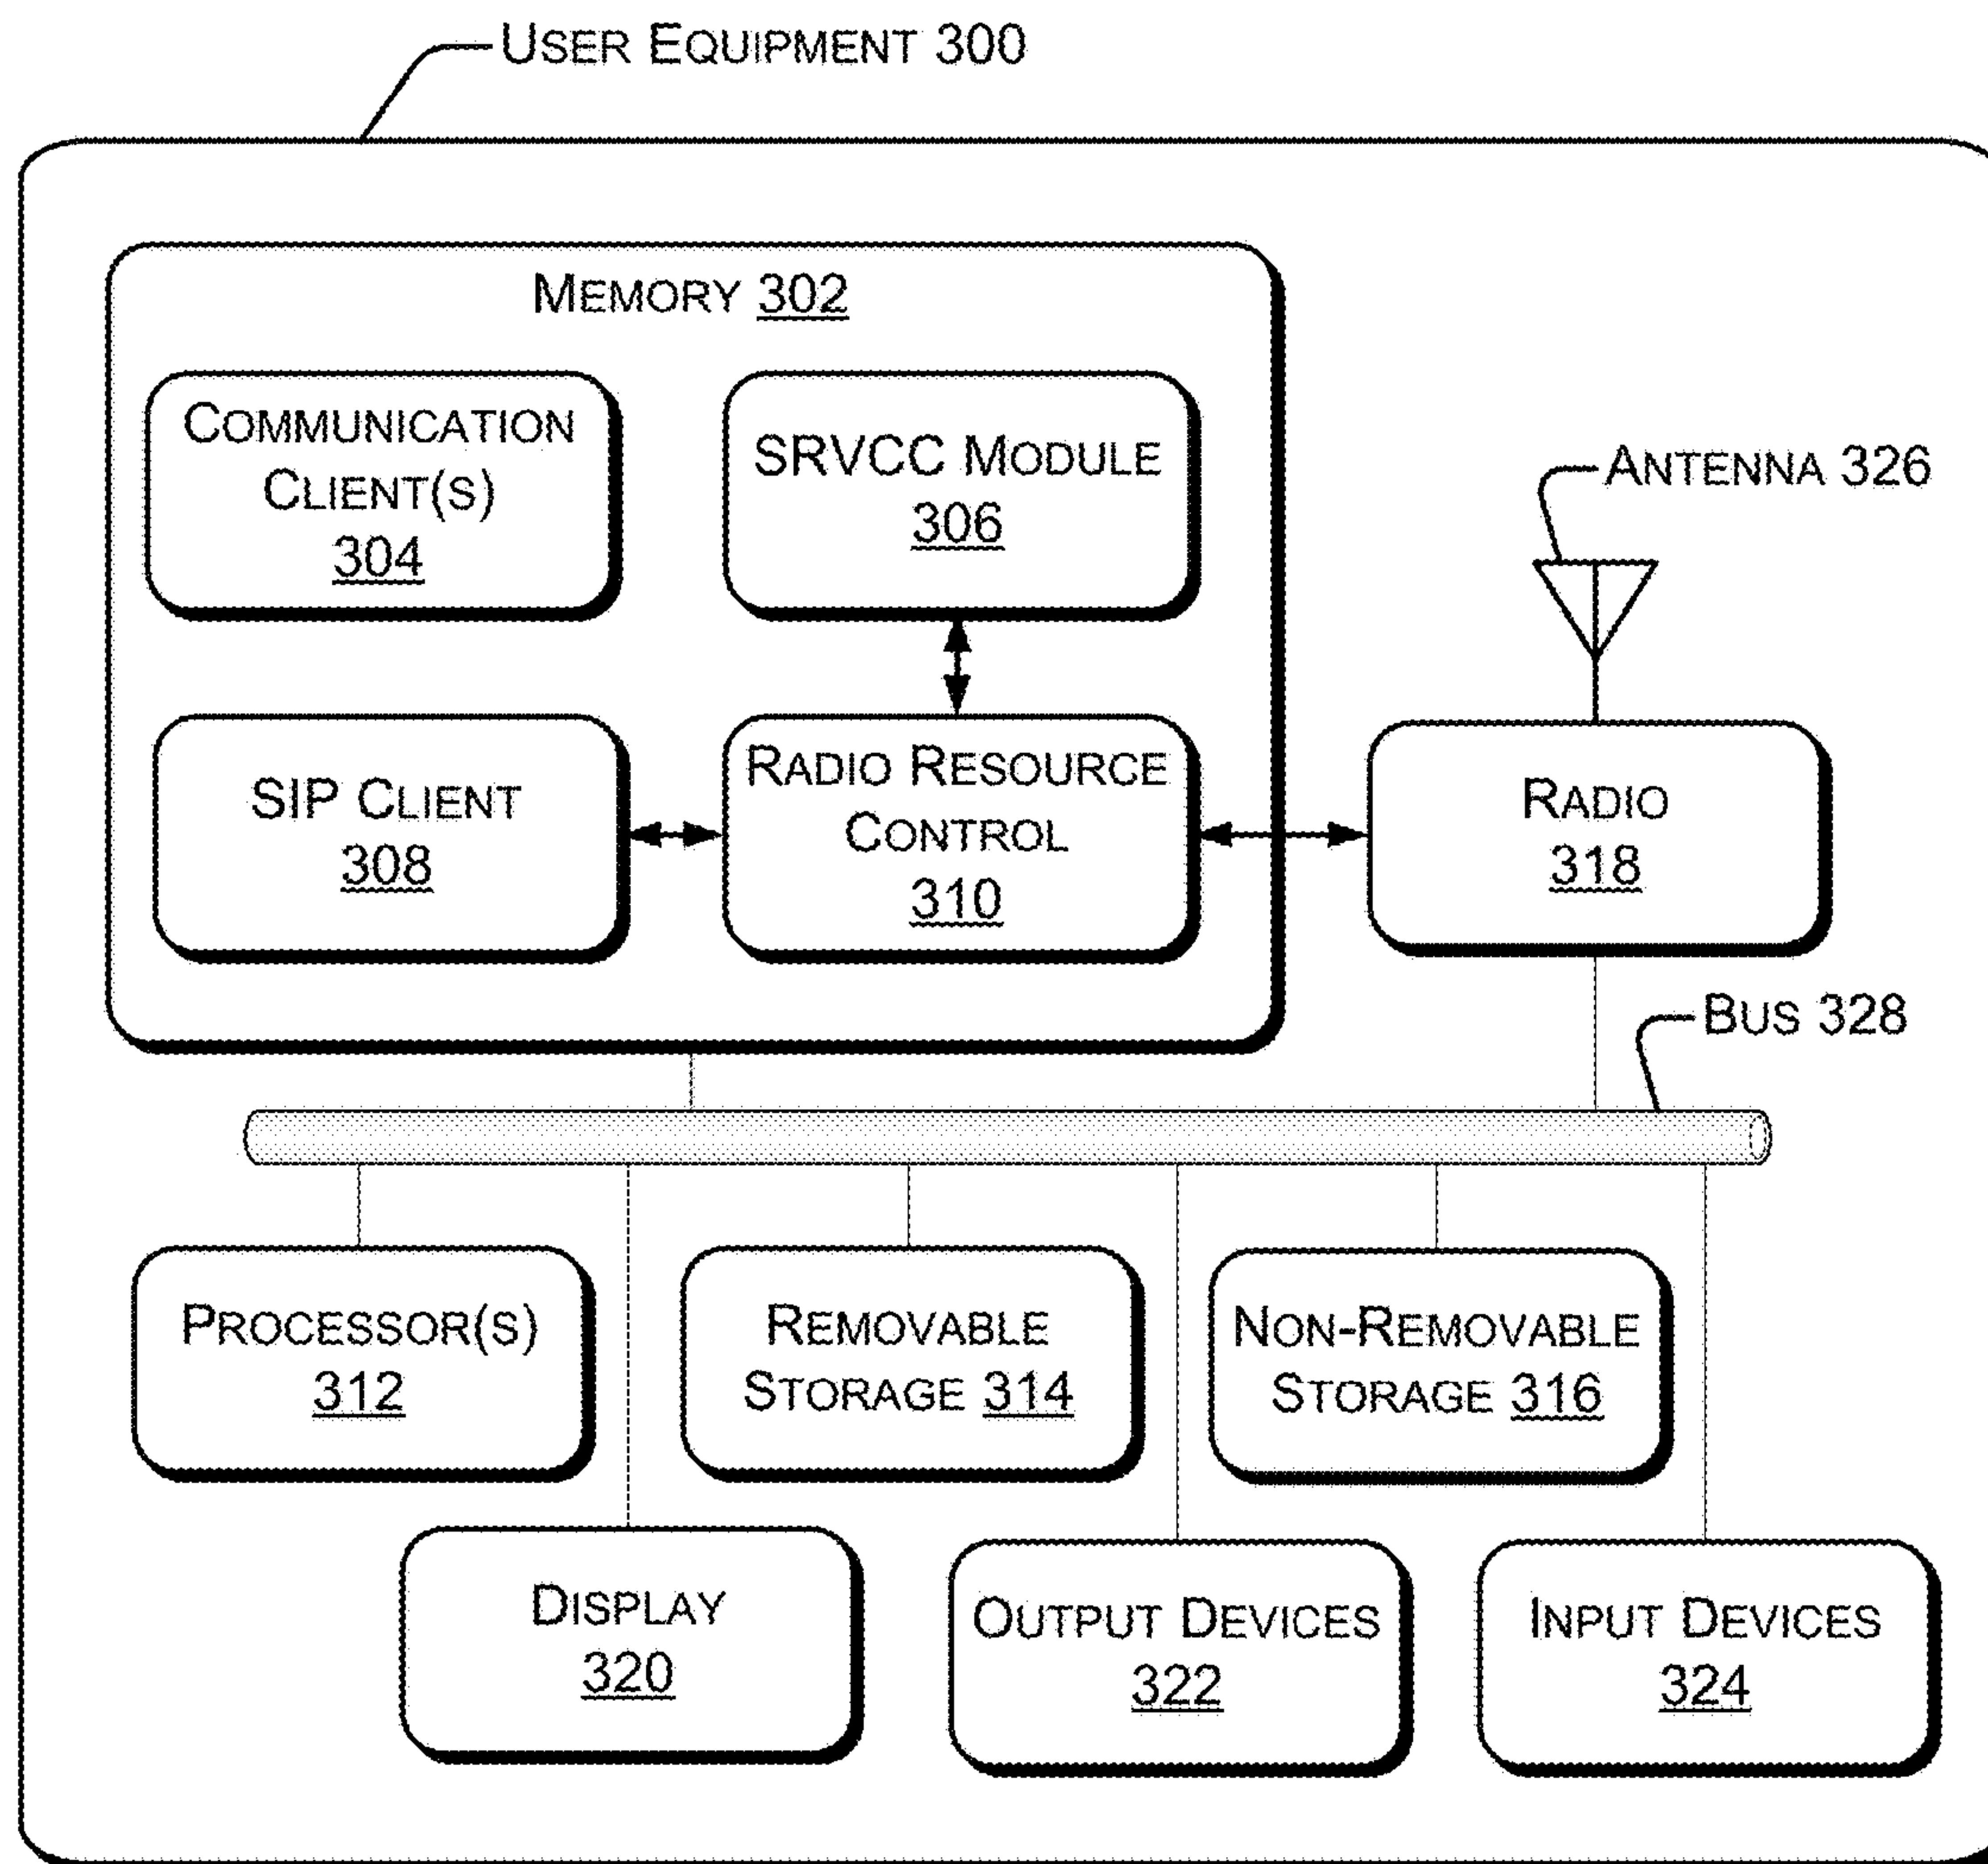 USER EQUIPMENT 300
MEMORY 302
COMMUNICATION
CLIENT(S)
304
SRVCC MODULE
306
ANTENNA 326
SIP CLIENT
308
RADIO RESOURCE
CONTROL
310
RADIO
318
BUS 328
PROCESSOR(S)
312
REMOVABLE
STORAGE 314
NON-REMOVABLE
STORAGE 316
DISPLAY
320
OUTPUT DEVICES
322
INPUT DEVICES
324